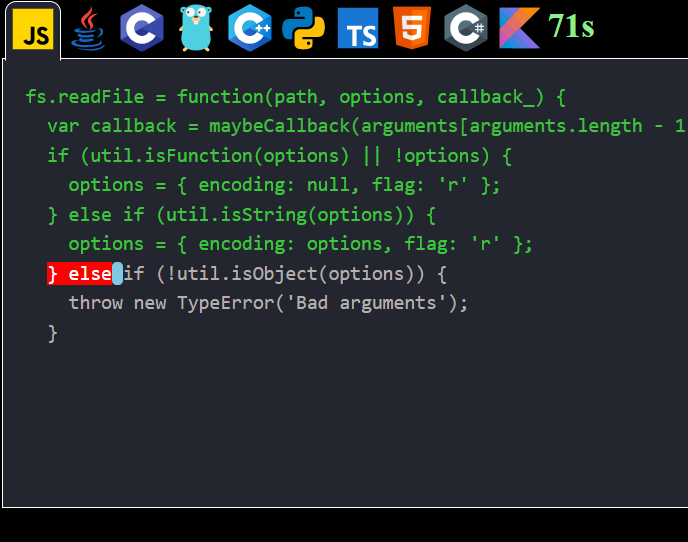 JS C C++ TS 5 C# 71s
fs.readFile = function(path, options, callback_) {
  var callback = maybeCallback(arguments[arguments.length - 1
  if (util.isFunction(options) || !options) {
    options = { encoding: null, flag: 'r' };
  } else if (util.isString(options)) {
    options = { encoding: options, flag: 'r' };
  } else if (!util.isObject(options)) {
    throw new TypeError('Bad arguments');
  }